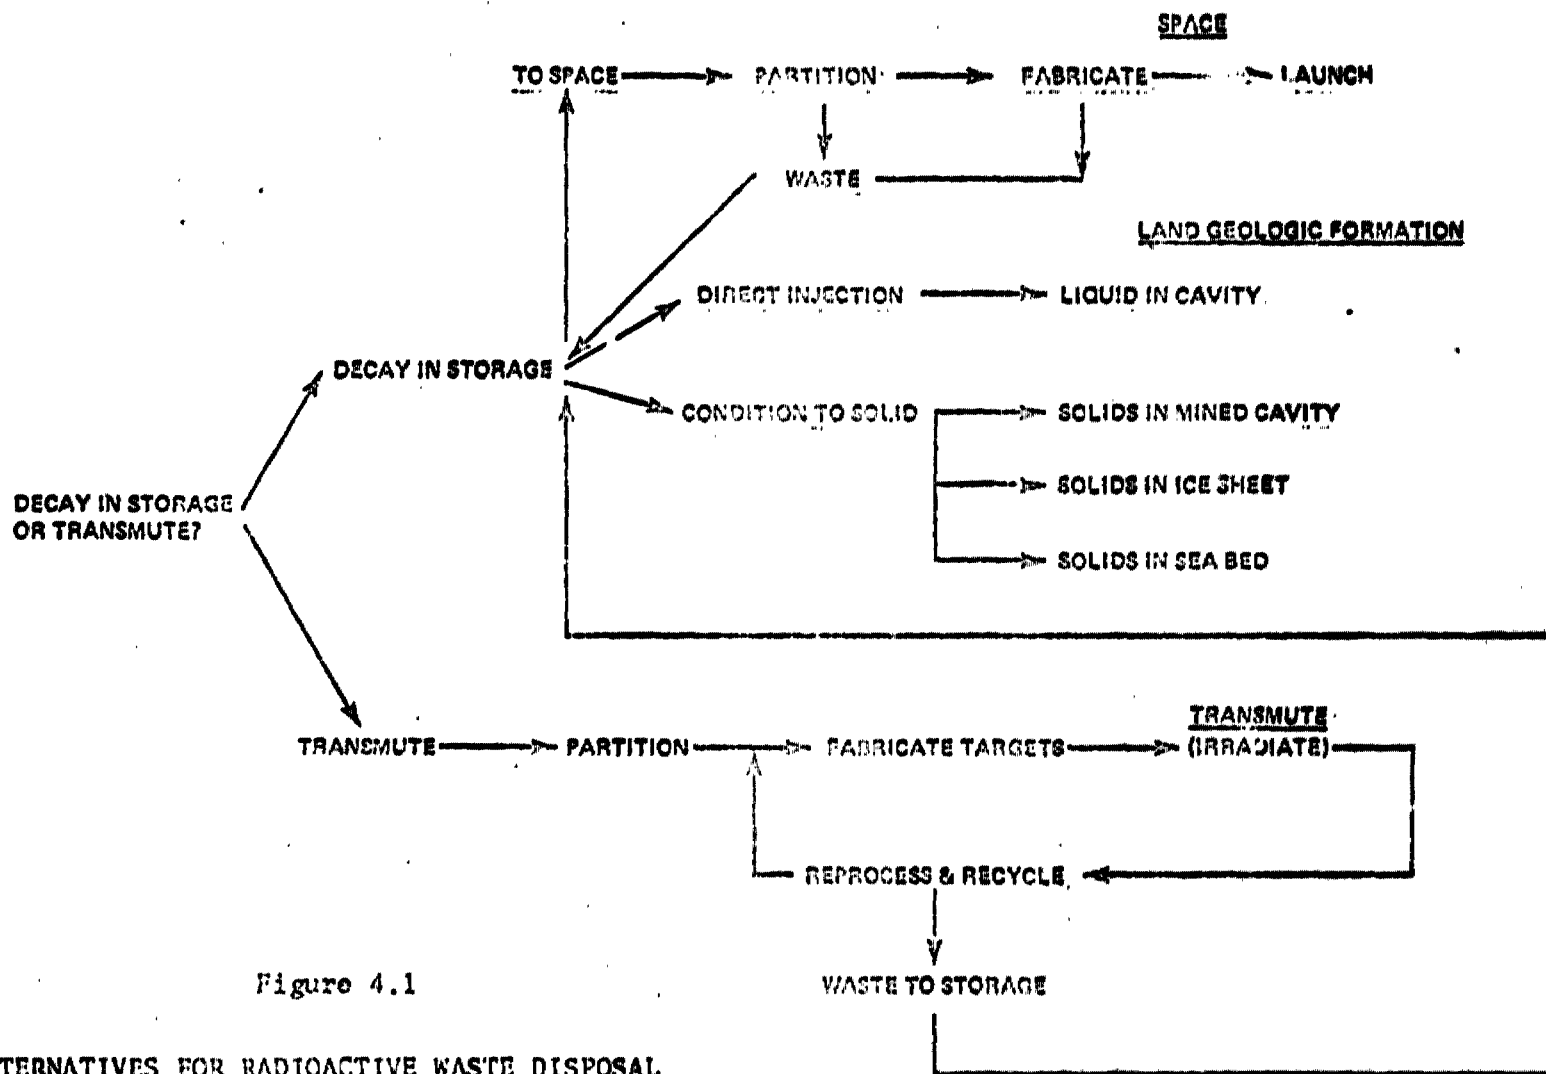 SPACE
TO SPACE PARTITION FABRICATE LAUNCH
WASTE
LAND GEOLOGIC FORMATION
DIRECT INJECTION LIQUID IN CAVITY
DECAY IN STORAGE
CONDITION TO SOLID SOLIDS IN MINED CAVITY
SOLIDS IN ICE SHEET
DECAY IN STORAGE
OR TRANSMUTE?
SOLIDS IN SEA BED
TRANSMUTE
TRANSMUTE PARTITION FABRICATE TARGETS (IRRADIATE)
REPROCESS & RECYCLE
WASTE TO STORAGE
Figure 4.1
TERNATIVES FOR RADIOACTIVE WASTE DISPOSAL